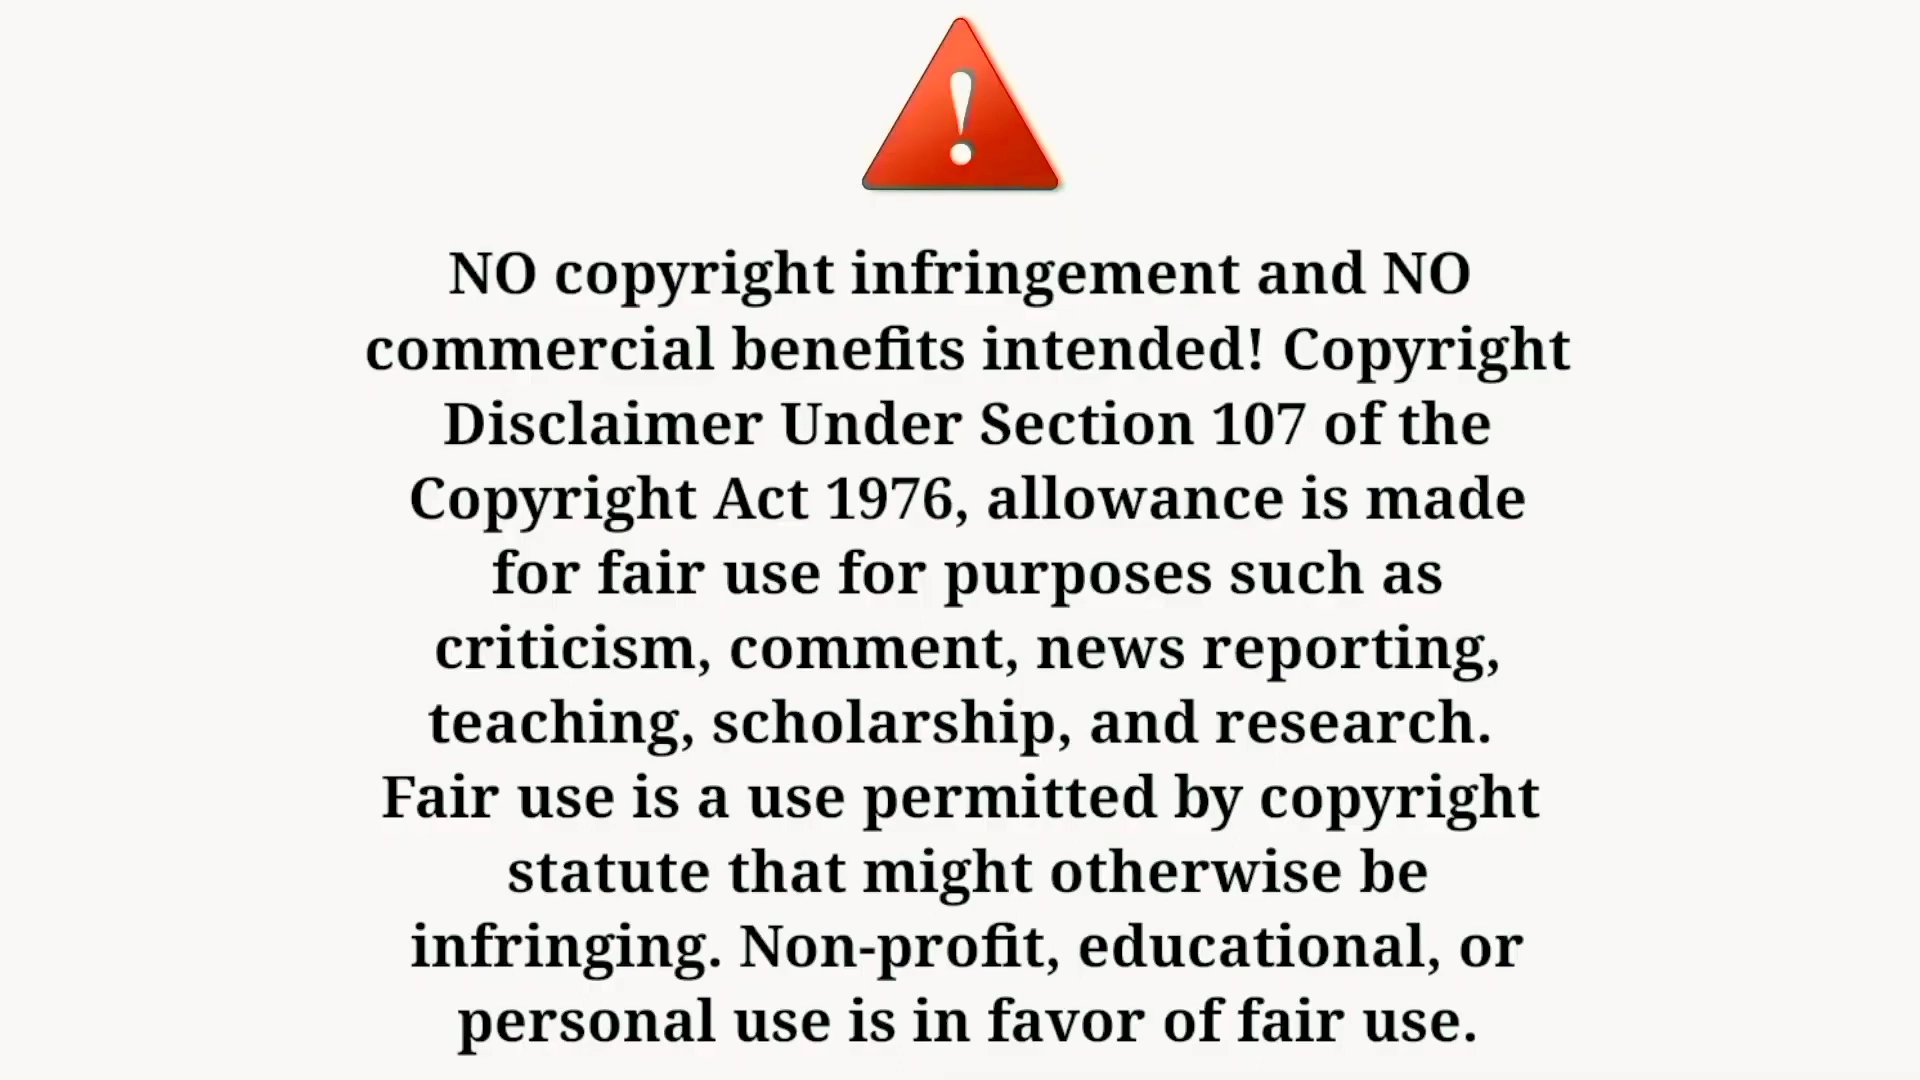 NO copyright infringement and NO
commercial benefits intended! Copyright
Disclaimer Under Section 107 of the
Copyright Act 1976, allowance is made
for fair use for purposes such as
criticism, comment, news reporting,
teaching, scholarship, and research.
Fair use is a use permitted by copyright
statute that might otherwise be
infringing. Non-profit, educational, or
personal use is in favor of fair use.